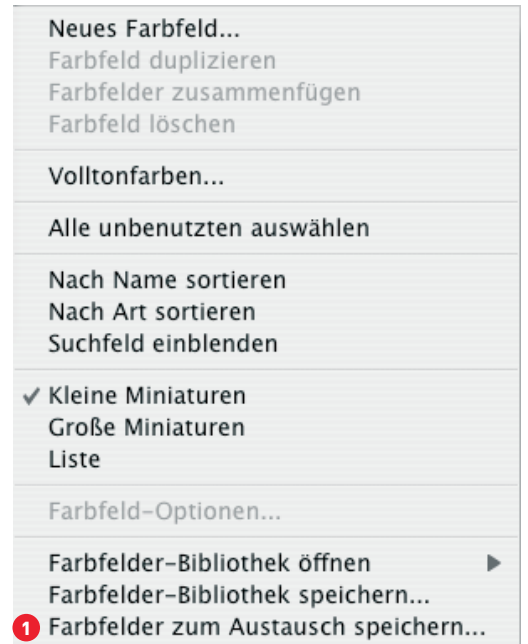 Neues Farbfeld...
Farbfeld duplizieren
Farbfelder zusammenfügen
Farbfeld löschen
Volltonfarben...
Alle unbenutzten auswählen
Nach Name sortieren
Nach Art sortieren
Suchfeld einblenden
✓ Kleine Miniaturen
Große Miniaturen
Liste
Farbfeld-Optionen...
Farbfelder-Bibliothek öffnen
Farbfelder-Bibliothek speichern...
1 Farbfelder zum Austausch speichern...